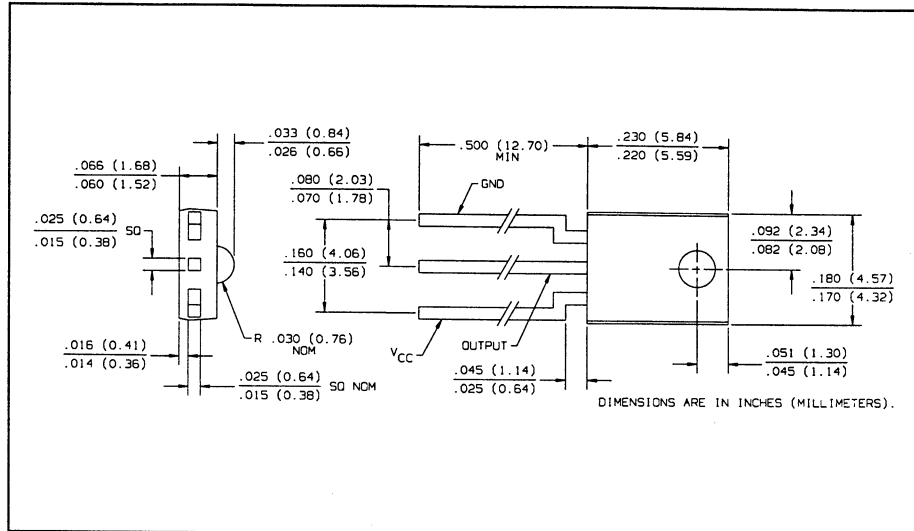 .033 (0.84)
.026 (0.66)
.066 (1.68)
.060 (1.52)
.025 (0.64) SQ
.015 (0.38)
.016 (0.41)
.014 (0.36)
.025 (0.64) SQ NOM
.015 (0.38)
R .030 (0.76)
NOM
.500 (12.70)
MIN
.230 (5.84)
.220 (5.59)
.080 (2.03)
.070 (1.78)
GND
.160 (4.06)
.140 (3.56)
.092 (2.34)
.082 (2.08)
.180 (4.57)
.170 (4.32)
VCC
OUTPUT
.045 (1.14)
.025 (0.64)
.051 (1.30)
.045 (1.14)
DIMENSIONS ARE IN INCHES (MILLIMETERS).